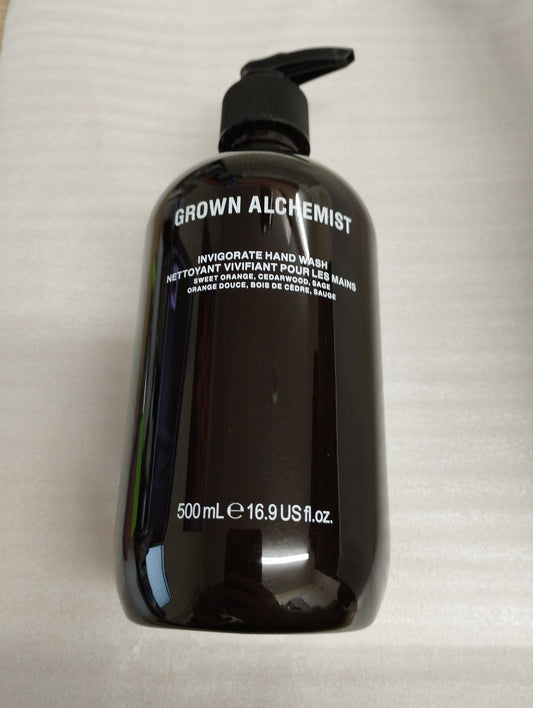 GROWN ALCHEMIST
INVIGORATE HAND WASH
NETTOYANT VIVIFIANT POUR LES MAINS
SWEET ORANGE, CEDARWOOD, SAGE
ORANGE DOUCE, BOIS DE CÈDRE, SAUGE
500 mL ℮ 16.9 US fl.oz.